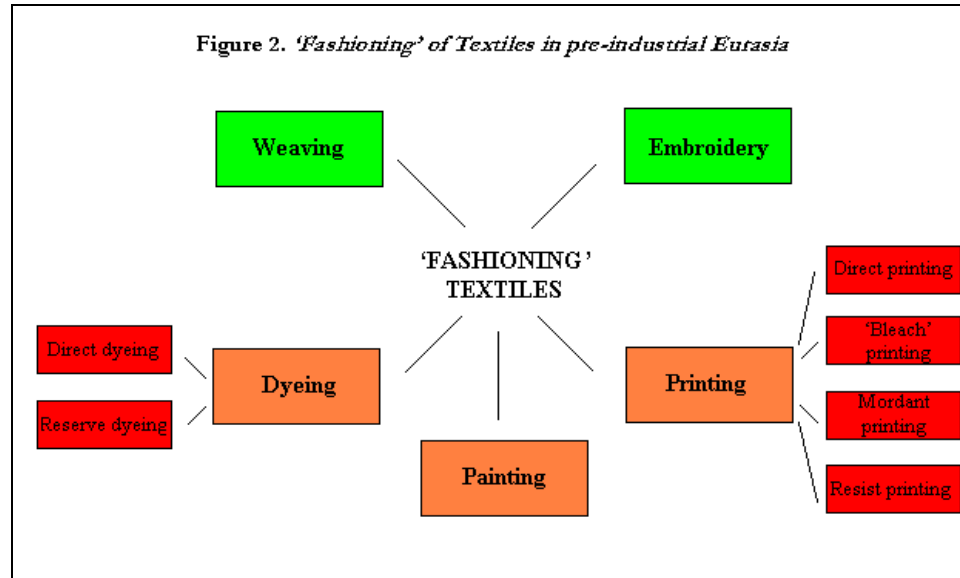 Figure 2. ‘Fashioning’ of Textiles in pre-industrial Eurasia
Weaving
Embroidery
‘FASHIONING’
TEXTILES
Direct dyeing
Reserve dyeing
Dyeing
Painting
Printing
Direct printing
‘Bleach’
printing
Mordant
printing
Resist printing